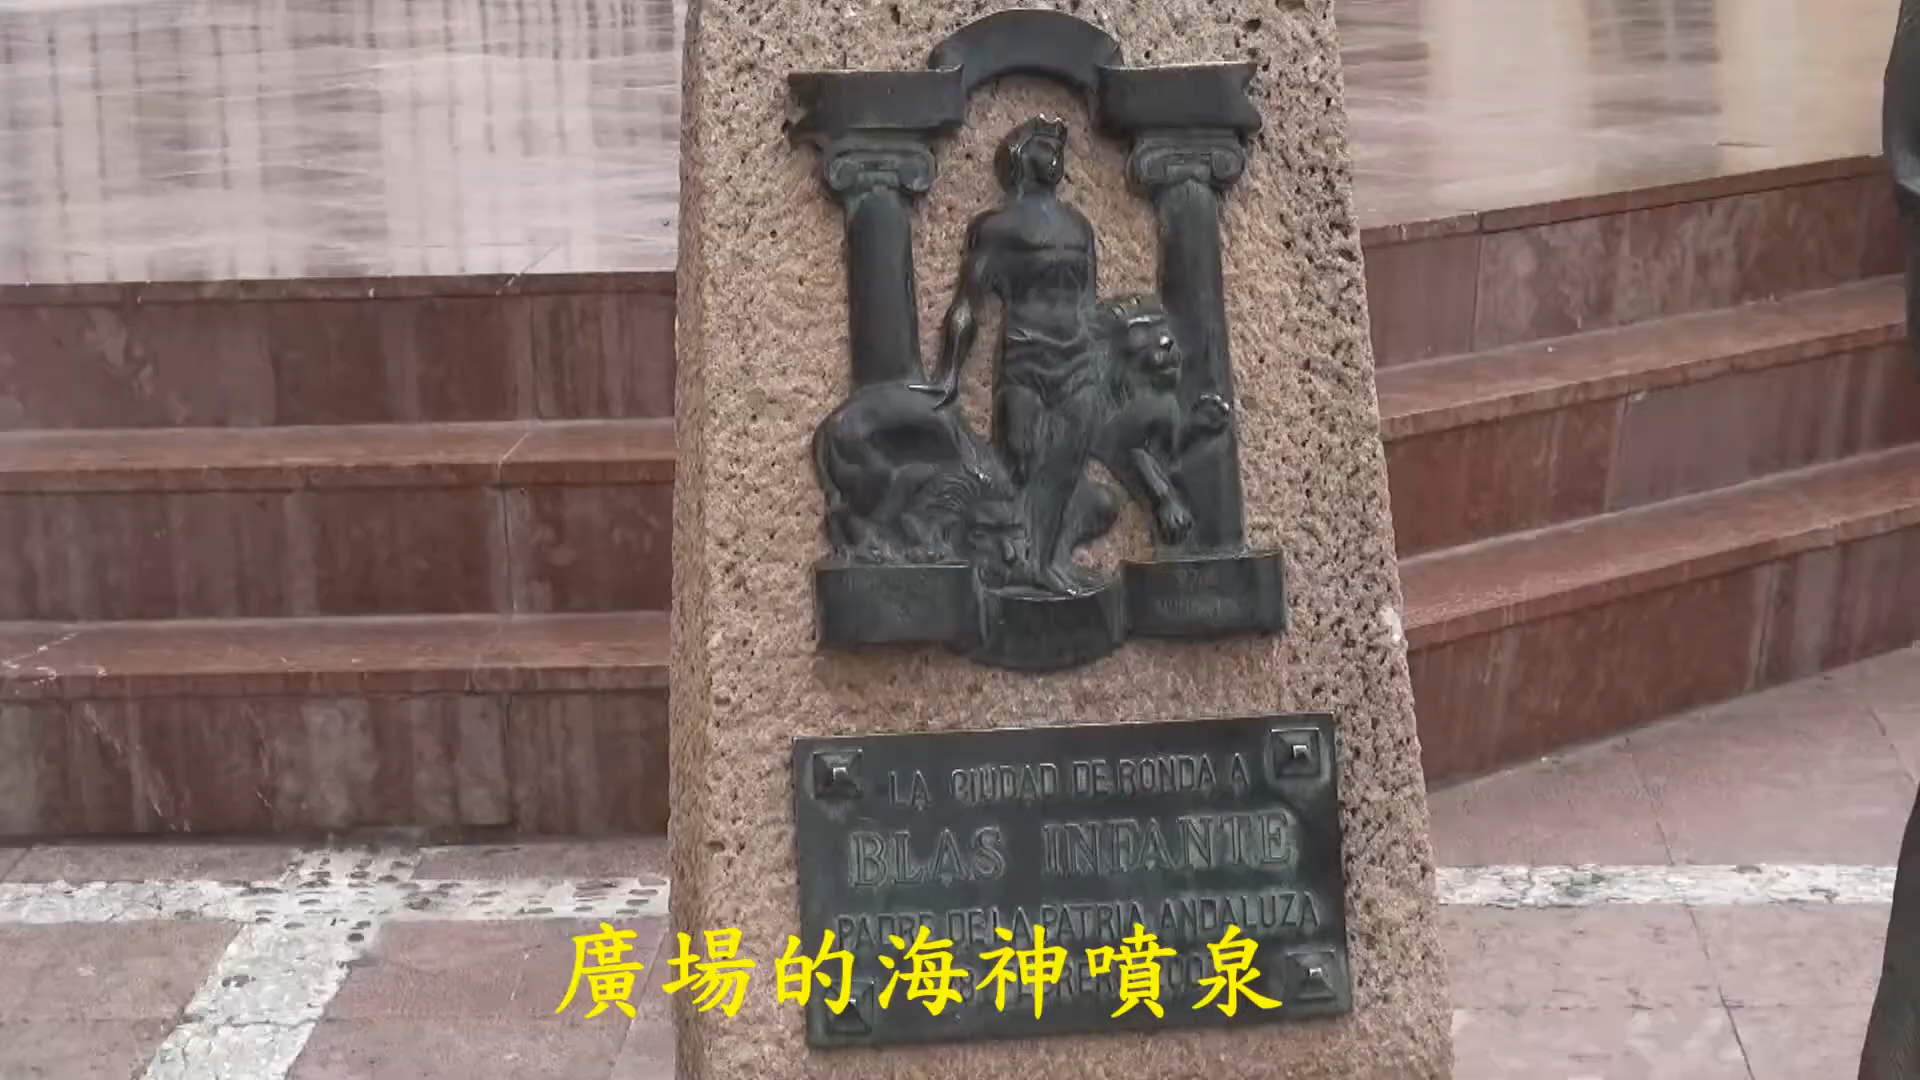 LA CIUDAD DE RONDA A
BLAS INFANTE
PADRE DE LA PATRIA ANDALUZA
廣場的海神噴泉